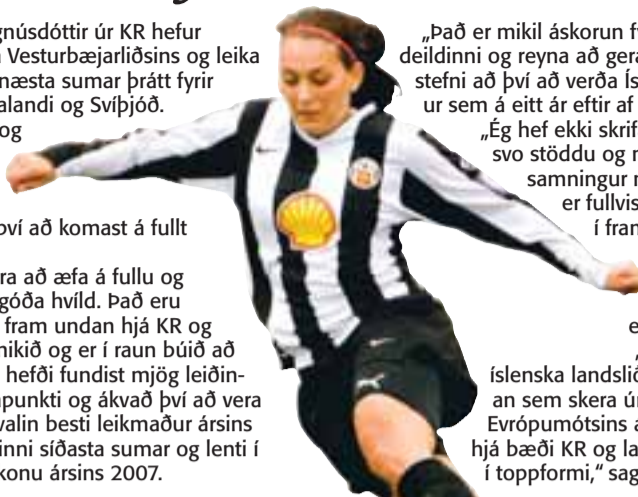 gnúsdóttir úr KR hefur
Vesturbæjarliðsins og leika
næsta sumar þrátt fyrir
alandi og Svíþjóð.
og
því að komast á fullt
ra að æfa á fullu og
góða hvíld. Það eru
fram undan hjá KR og
mikið og er í raun búið að
hefði fundist mjög leiðin-
apunkti og ákvað því að vera
valin besti leikmaður ársins
inni síðasta sumar og lenti í
konu ársins 2007.
„Það er mikil áskorun fy
deildinni og reyna að gera
stefni að því að verða Ís
ur sem á eitt ár eftir af
„Ég hef ekki skrif
svo stöddu og r
samningur r
er fullvis
í fran
e
„
íslenska landslið
an sem skera úr
Evrópumótsins a
hjá bæði KR og la
í toppformi,“ sag